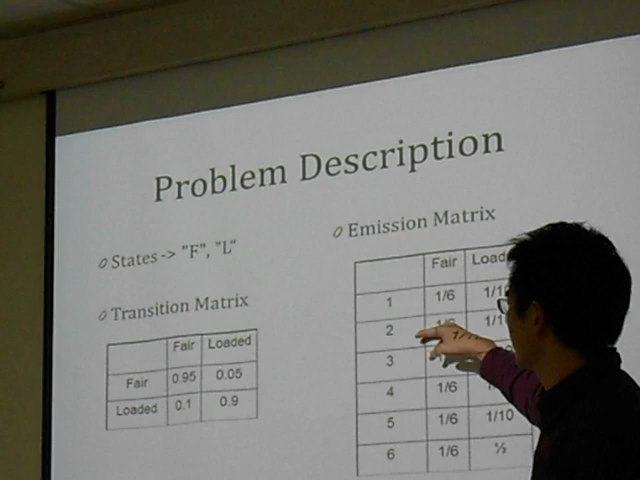 Problem Description
States -> "F", "L"
Transition Matrix
Fair Loaded
Fair 0.95 0.05
Loaded 0.1 0.9
Emission Matrix
Fair
1 1/6
2
3
4 1/6
5 1/6 1/10
6 1/6 ½